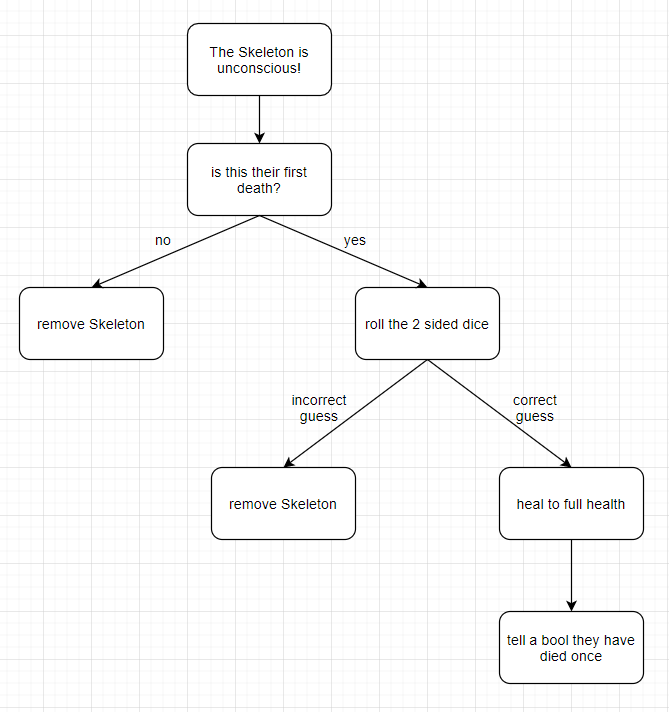 The Skeleton is
unconscious!
is this their first
death?
no
yes
remove Skeleton
roll the 2 sided dice
incorrect
guess
correct
guess
remove Skeleton
heal to full health
tell a bool they have
died once